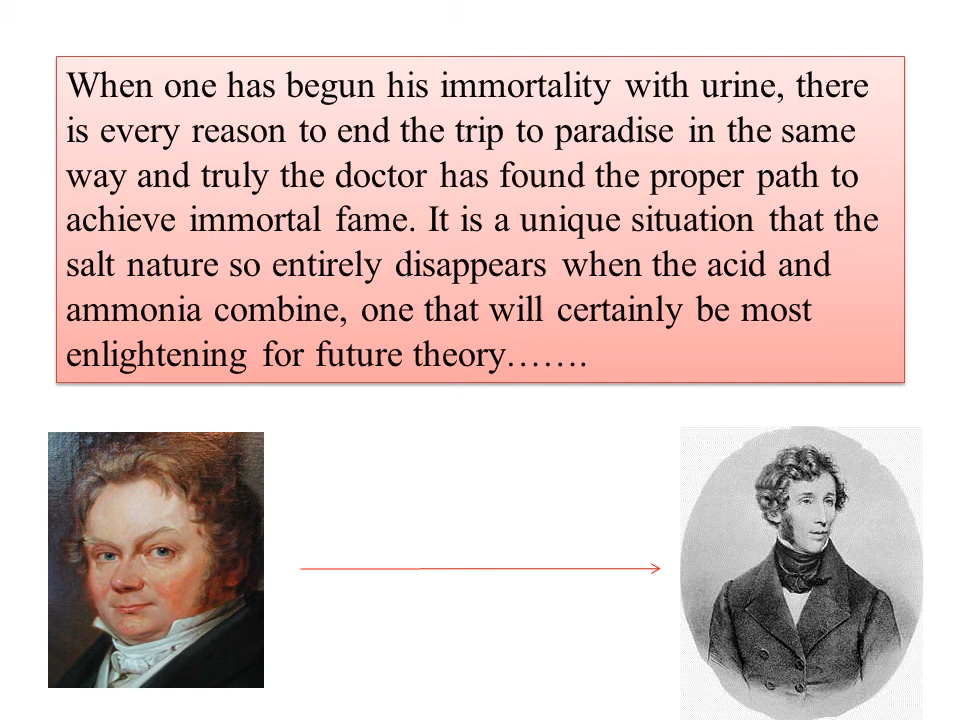 When one has begun his immortality with urine, there
is every reason to end the trip to paradise in the same
way and truly the doctor has found the proper path to
achieve immortal fame. It is a unique situation that the
salt nature so entirely disappears when the acid and
ammonia combine, one that will certainly be most
enlightening for future theory…….